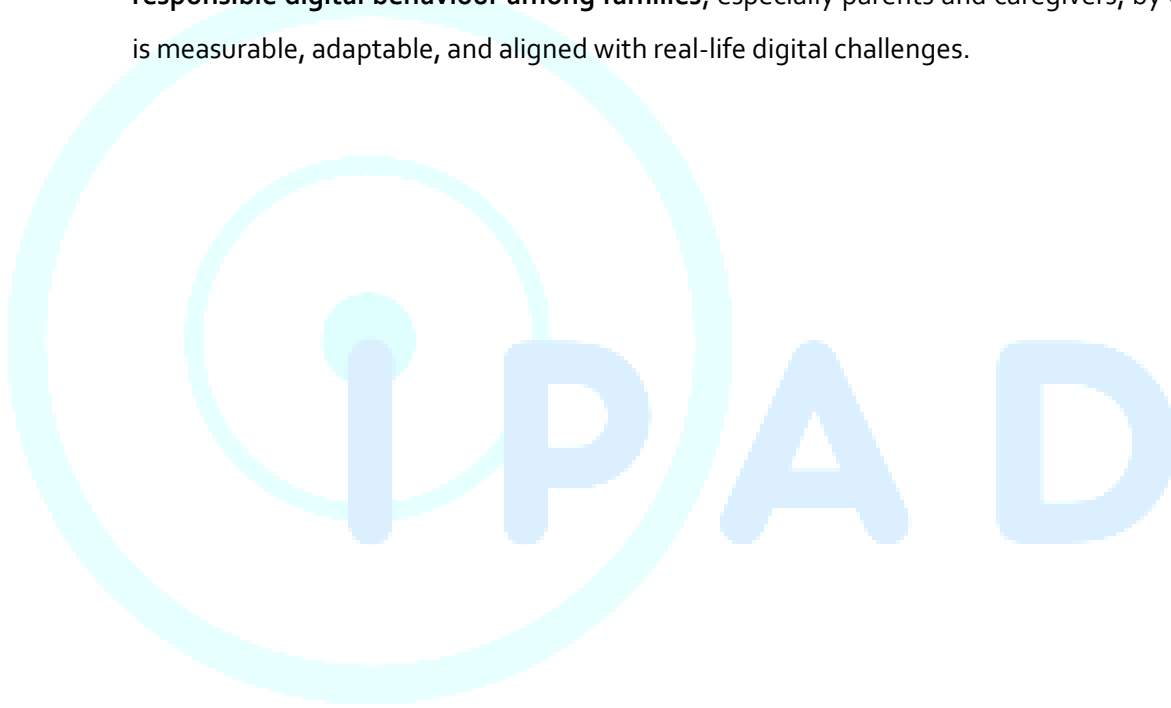 responsible digital behaviour among families, especially parents and caregivers, by
is measurable, adaptable, and aligned with real-life digital challenges.
IPAD